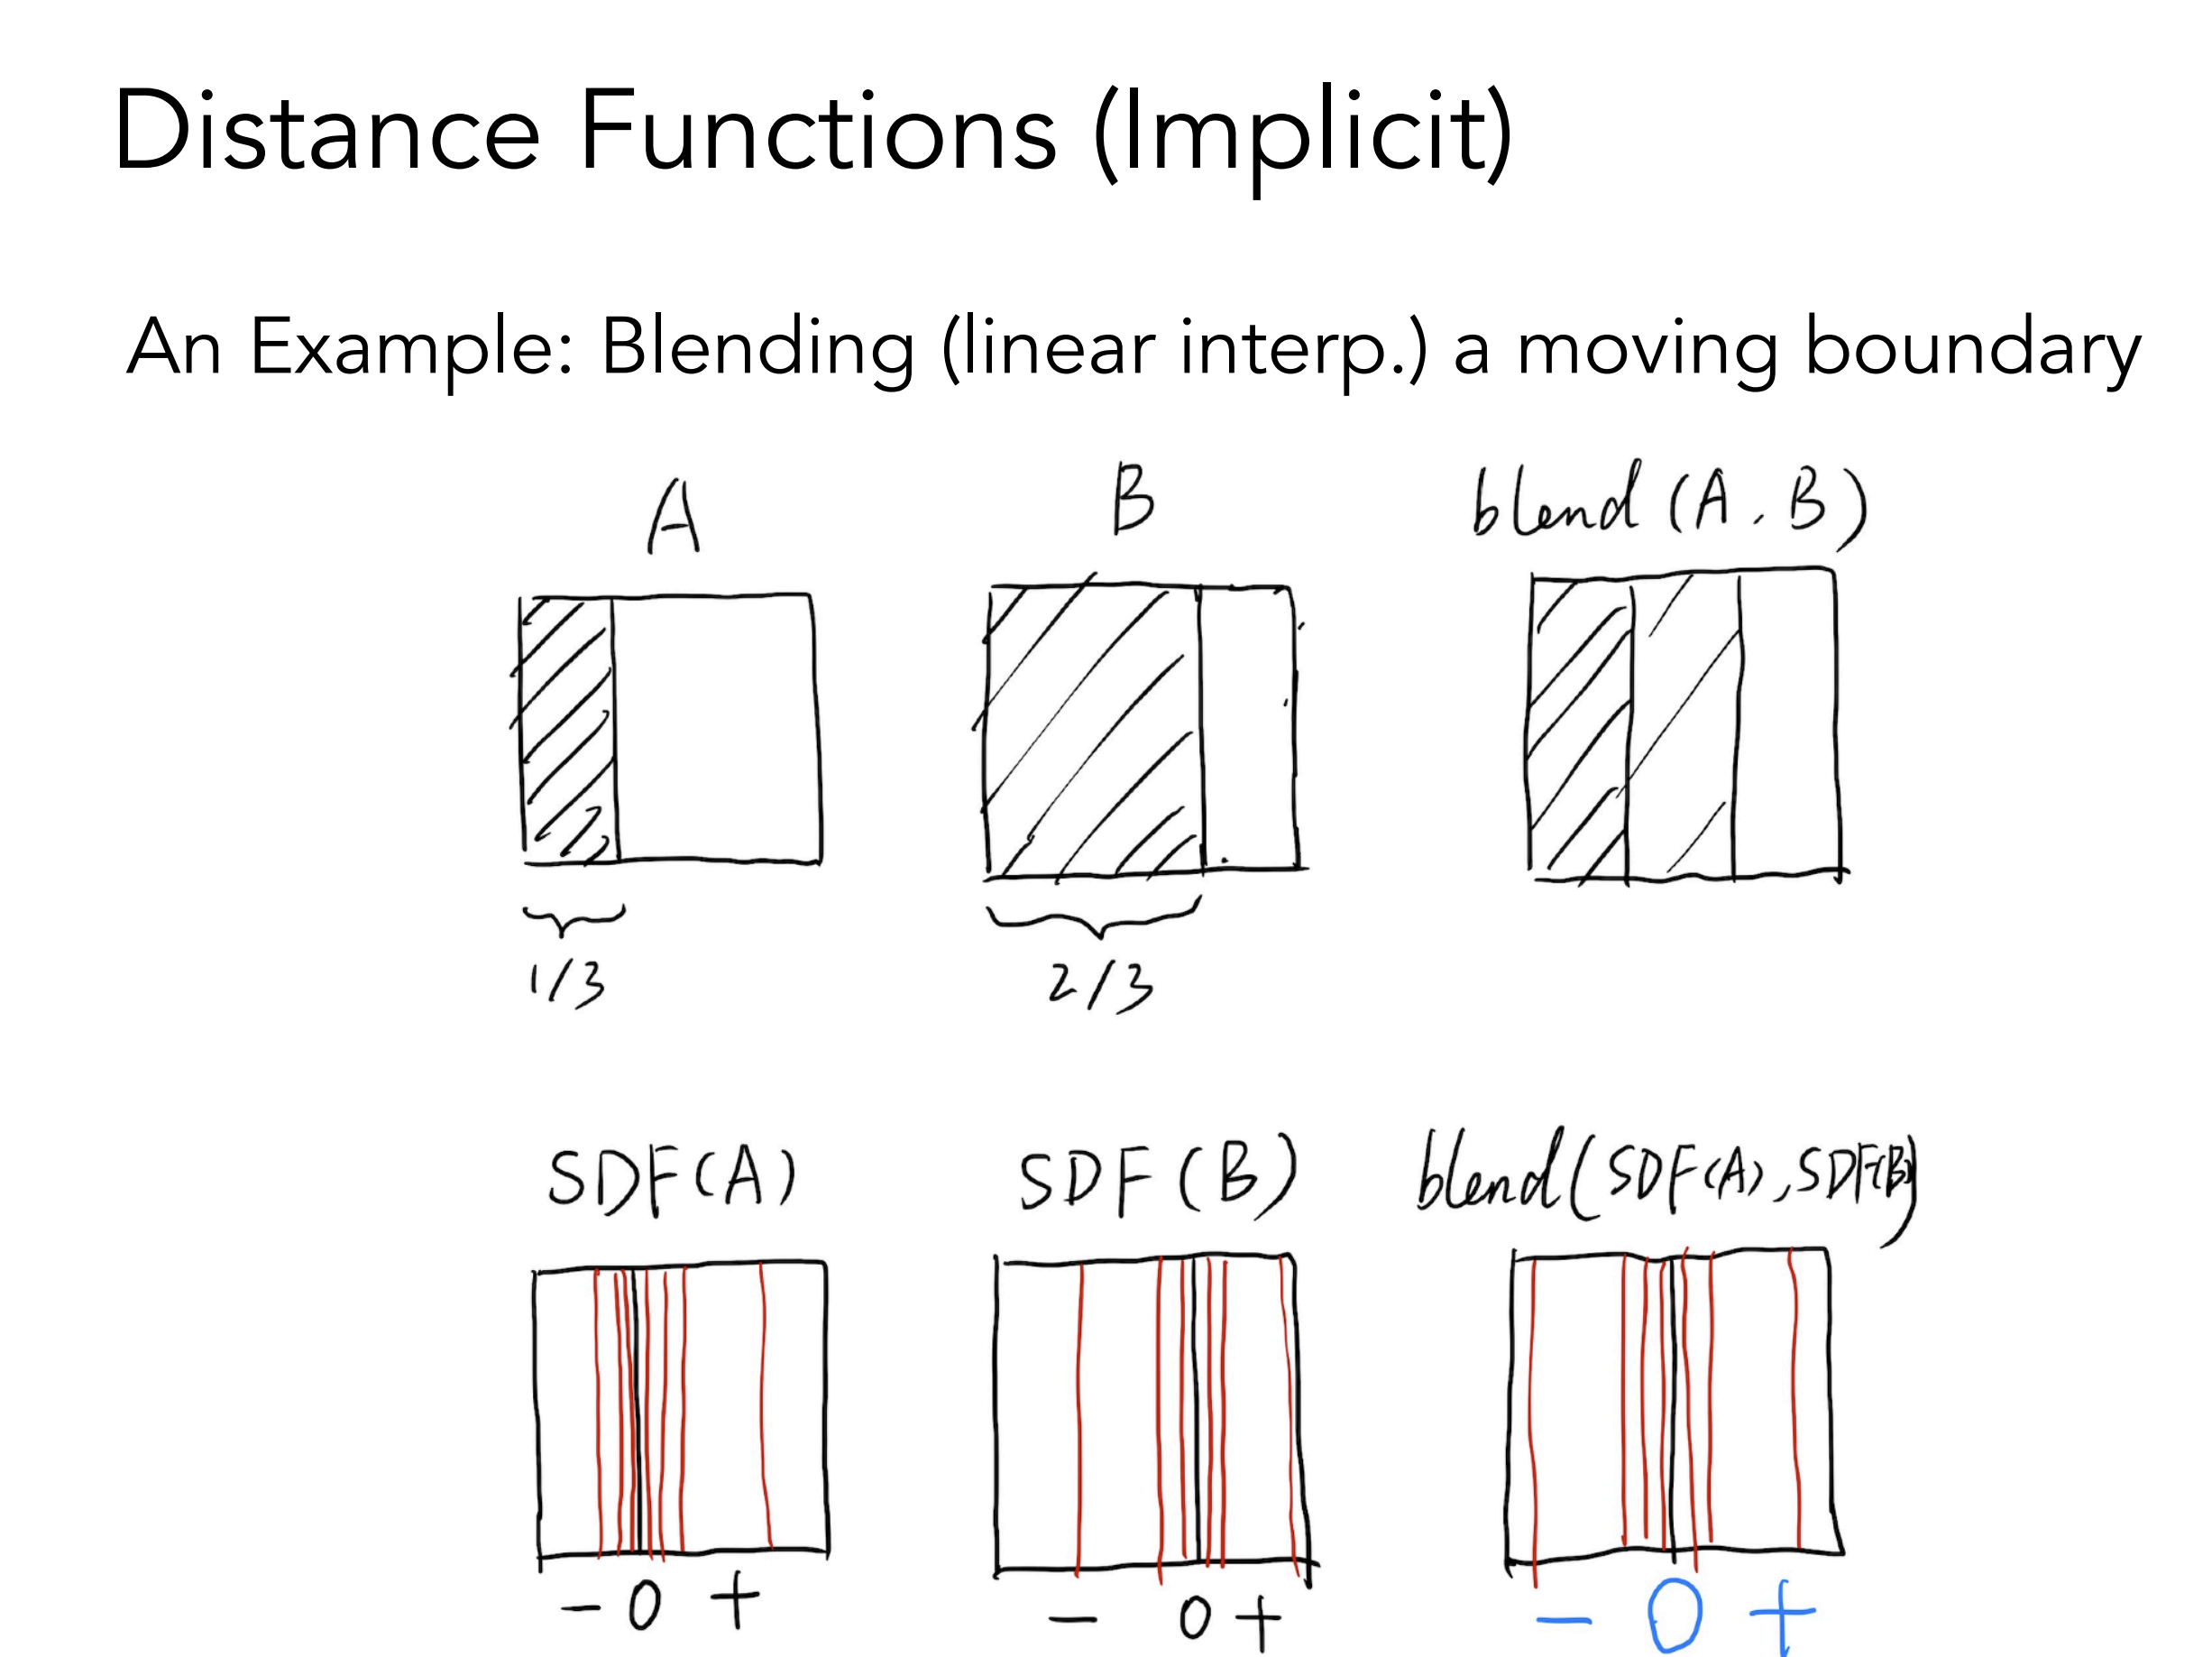 Distance Functions (Implicit)
An Example: Blending (linear interp.) a moving boundary
A B blend (A . B)
1/3 2/3
SDF(A) SDF(B) blend(SDF(A),SDF(B)
- 0 + - 0 + - 0 +